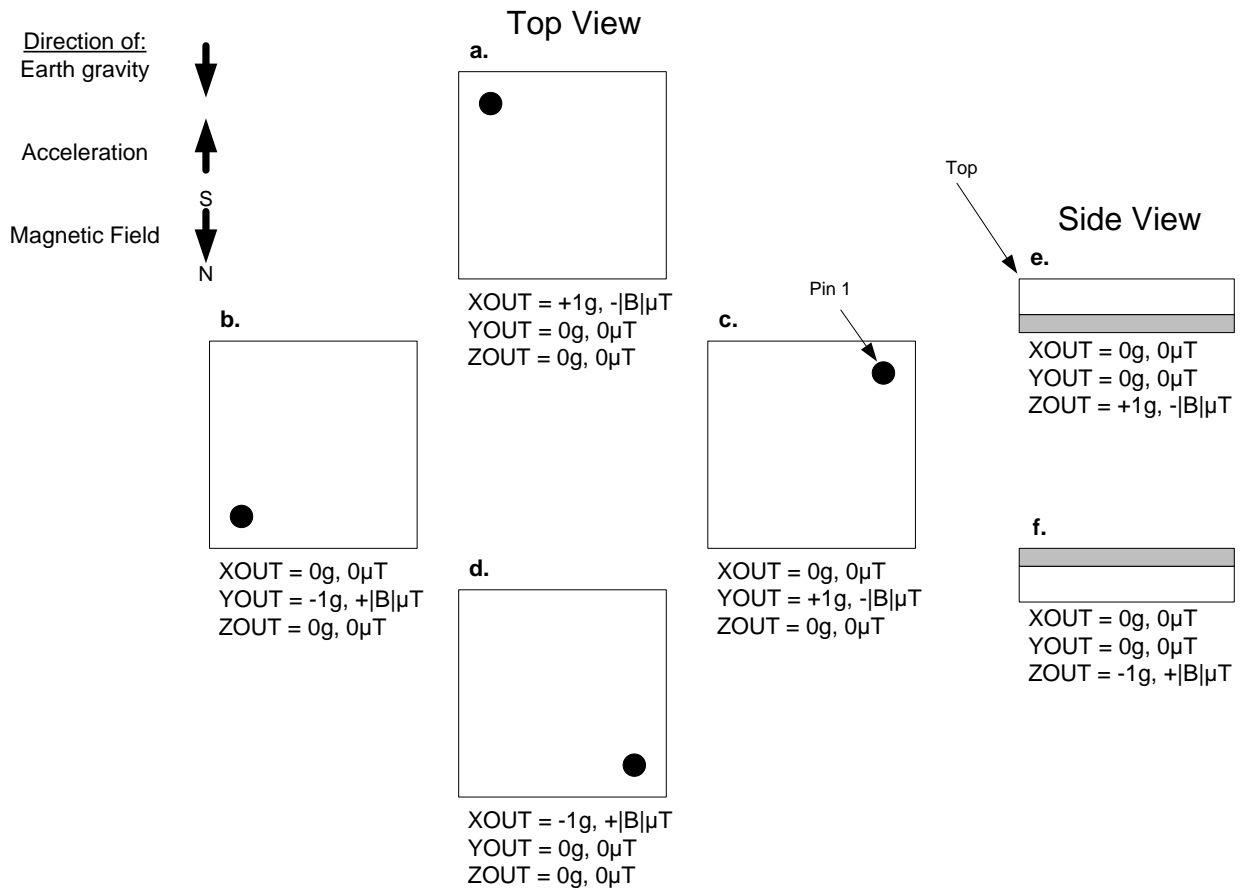 Top View
Direction of:
Earth gravity
Acceleration
S
Magnetic Field
N
a.
XOUT = +1g, -|B|µT
YOUT = 0g, 0µT
ZOUT = 0g, 0µT
b.
XOUT = 0g, 0µT
YOUT = -1g, +|B|µT
ZOUT = 0g, 0µT
Pin 1
c.
XOUT = 0g, 0µT
YOUT = +1g, -|B|µT
ZOUT = 0g, 0µT
d.
XOUT = -1g, +|B|µT
YOUT = 0g, 0µT
ZOUT = 0g, 0µT
Top
Side View
e.
XOUT = 0g, 0µT
YOUT = 0g, 0µT
ZOUT = +1g, -|B|µT
f.
XOUT = 0g, 0µT
YOUT = 0g, 0µT
ZOUT = -1g, +|B|µT